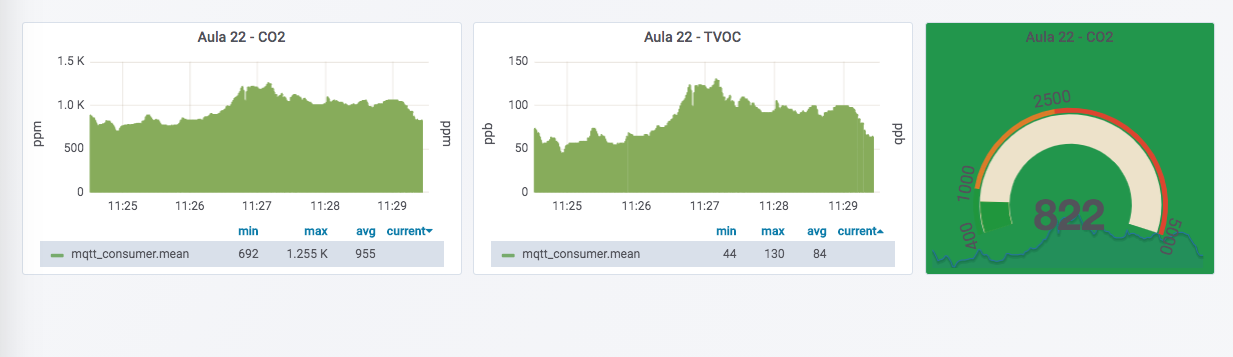 Aula 22 - CO2
1.5 K
1.0 K
500
0
ppm
ppm
11:25 11:26 11:27 11:28 11:29
min max avg current
mqtt_consumer.mean 692 1.255 K 955
Aula 22 - TVOC
150
100
50
0
ppb
ppb
11:25 11:26 11:27 11:28 11:29
min max avg current
mqtt_consumer.mean 44 130 84
Aula 22 - CO2
2500
1000
400
5000
822